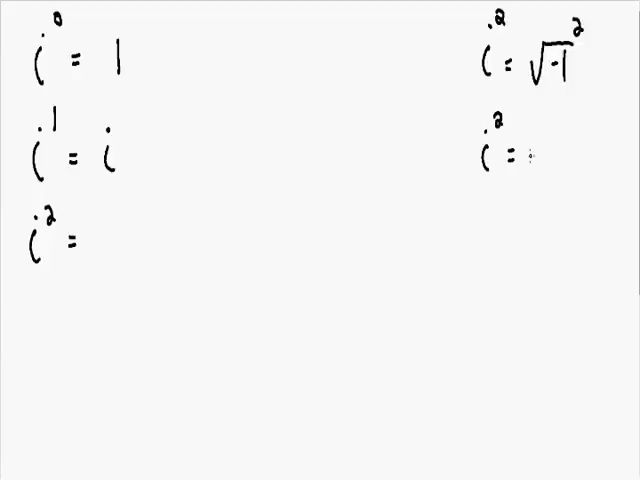 i⁰ = 1
i¹ = i
i² =
i² = √-1²
i² =